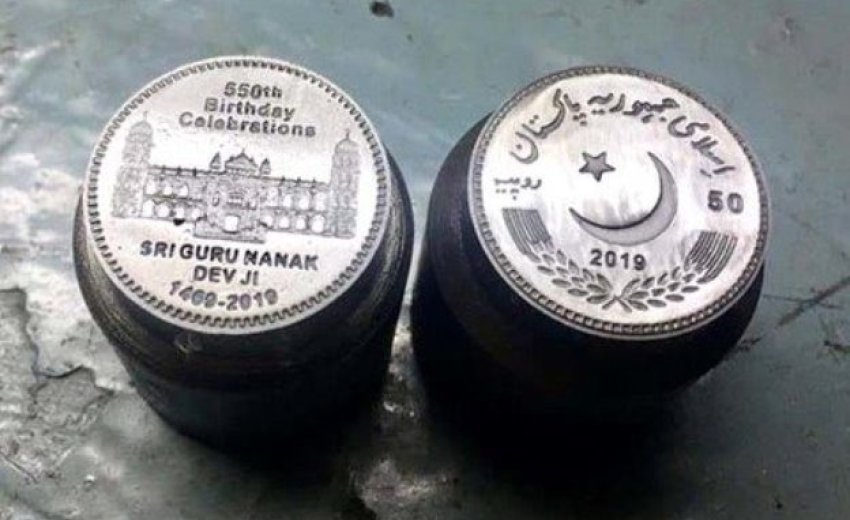 550th
Birthday
Celebrations
SRI GURU NANAK
DEV JI
1469-2019
اسلامی جمہوریہ پاکستان
روپیہ
50
2019